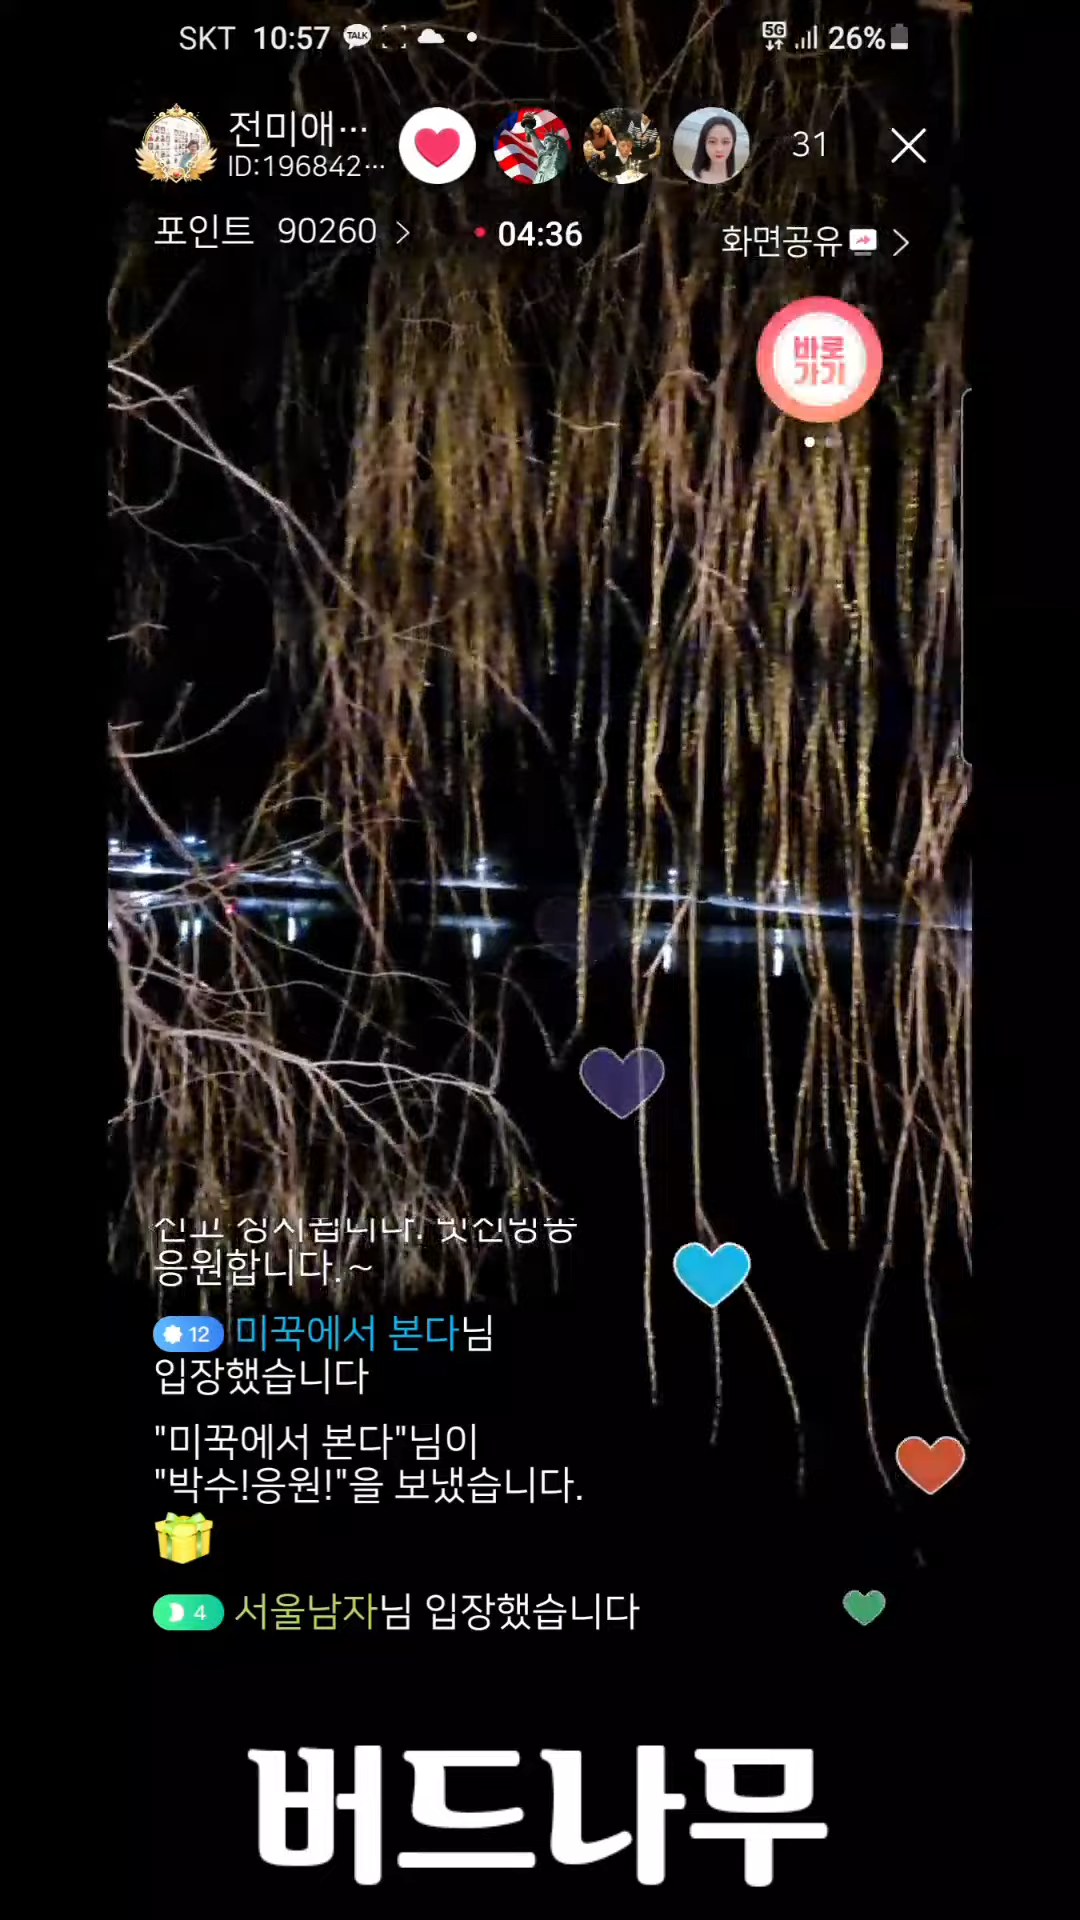 SKT 10:57 TALK 5G 26%
전미애…
ID:196842…
31
포인트 90260 >
04:36
화면공유 >
바로
가기
응원합니다.~
12 미꾹에서 본다님
입장했습니다
"미꾹에서 본다"님이
"박수!응원!"을 보냈습니다.
4 서울남자님 입장했습니다
버드나무